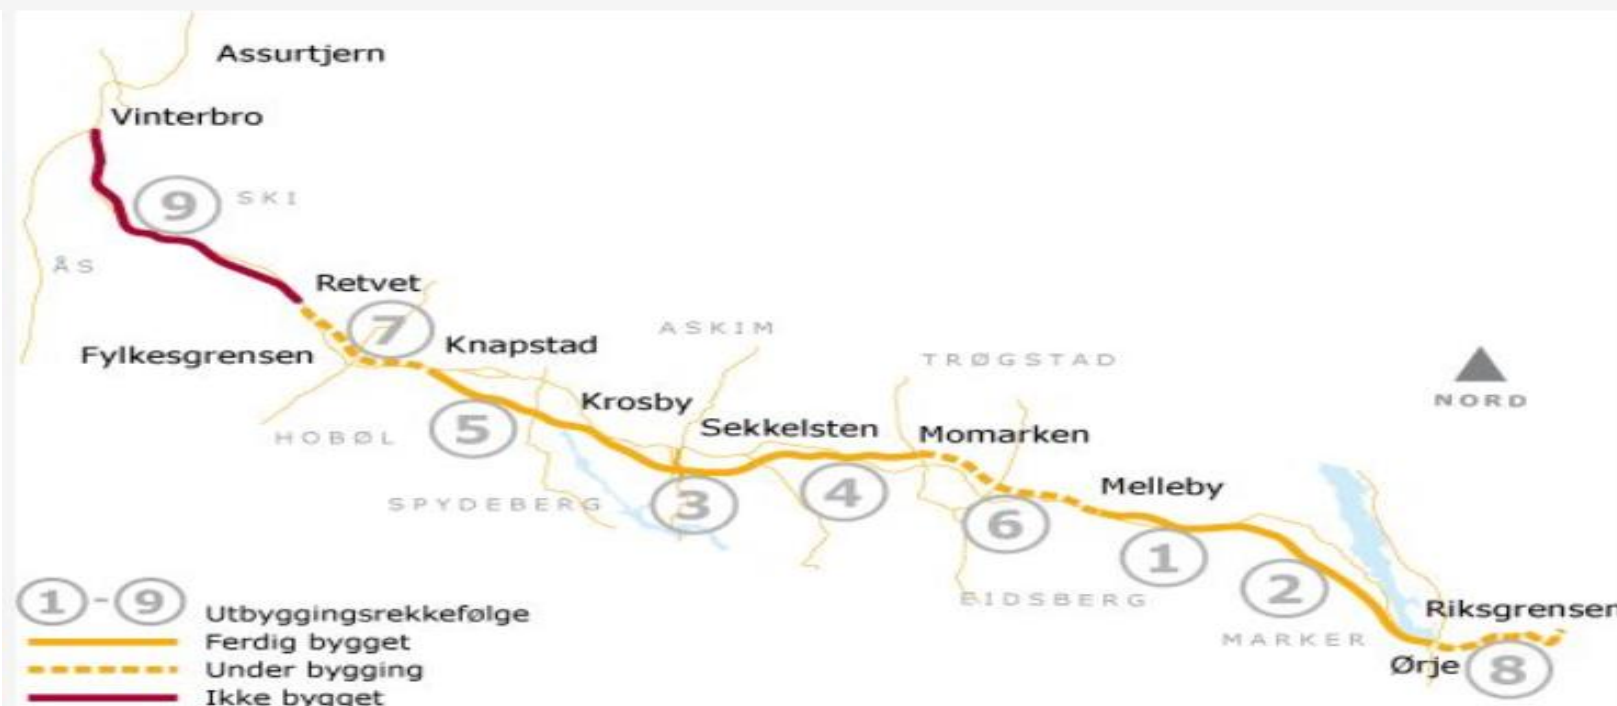 Assurtjern
Vinterbro
9
SKI
ÅS
Retvet
7
Fylkesgrensen
Knapstad
ASKIM
TRØGSTAD
NORD
Krosby
5
HOBØL
Sekkelsten
Momarken
SPYDEBERG
3
4
6
Melleby
1
2
EIDSBERG
MARKER
Riksgrensen
Ørje
8
1 - 9 Utbyggingsrekkefølge
Ferdig bygget
Under bygging
Ikke bygget